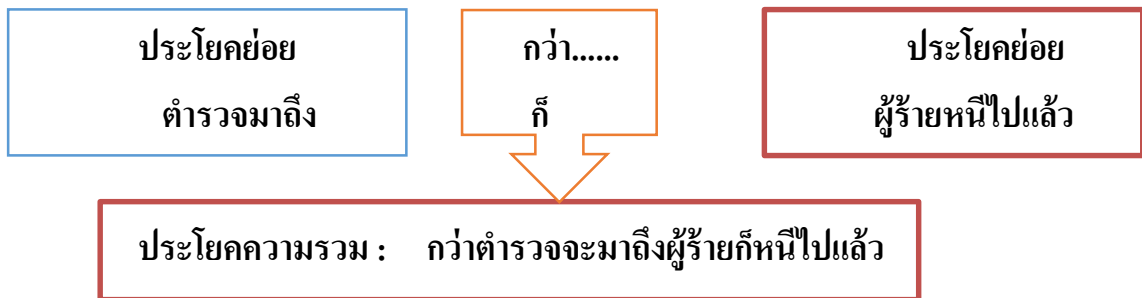 ประโยคย่อย
ตำรวจมาถึง
กว่า......
ก็
ประโยคย่อย
ผู้ร้ายหนีไปแล้ว
ประโยคความรวม : กว่าตำรวจจะมาถึงผู้ร้ายก็หนีไปแล้ว